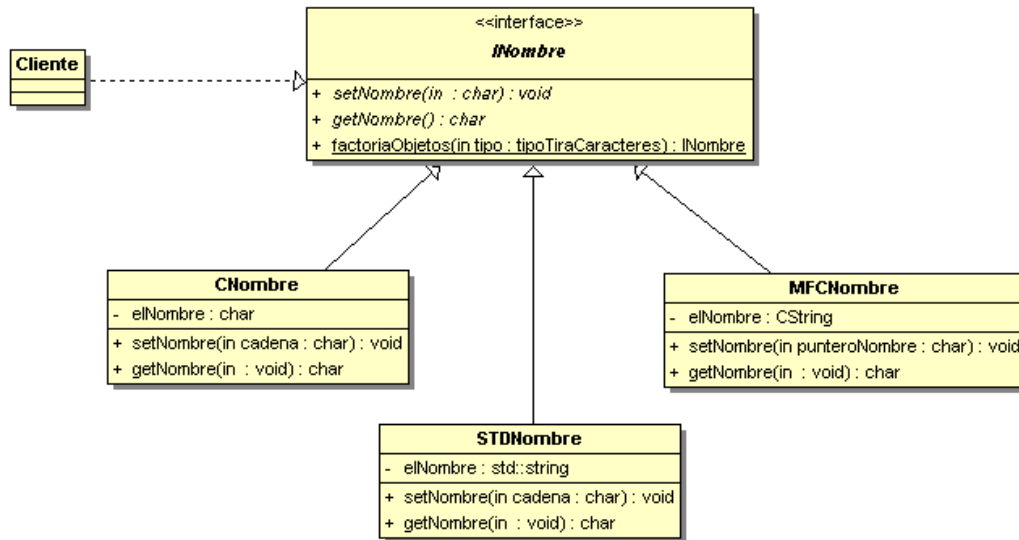 <<interface>>
INombre
Cliente
+ setNombre(in : char) : void
+ getNombre() : char
+ factoriaObjetos(in tipo : tipoTiraCaracteres) : INombre
CNombre
- elNombre : char
+ setNombre(in cadena : char) : void
+ getNombre(in : void) : char
MFCNombre
- elNombre : CString
+ setNombre(in punteroNombre : char) : void
+ getNombre(in : void) : char
STDNombre
- elNombre : std::string
+ setNombre(in cadena : char) : void
+ getNombre(in : void) : char